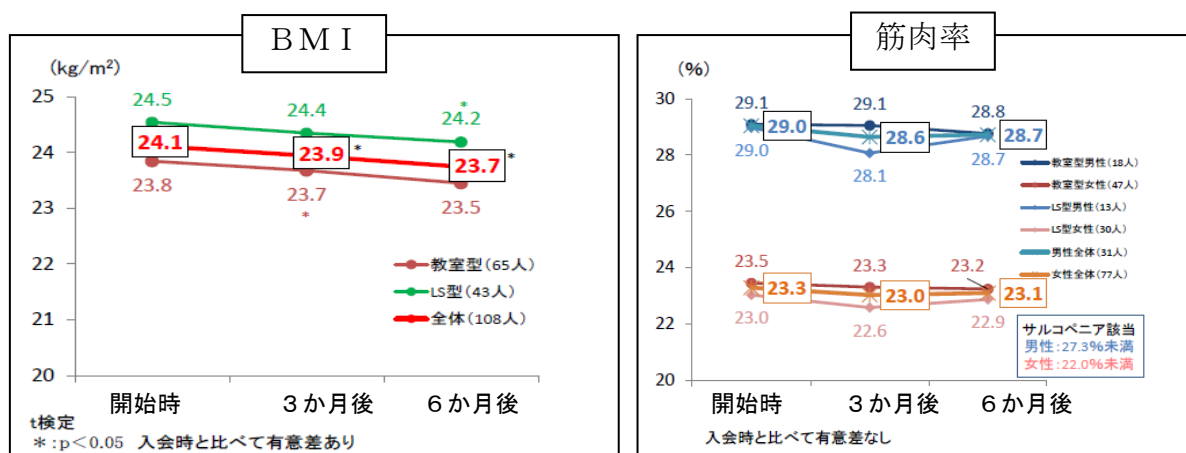 ＢＭＩ
(kg/m²)
25
24
23
22
21
20
24.5
24.4
*
24.2
24.1
23.9 *
23.7 *
23.8
23.7
*
23.5
教室型(65人)
LS型(43人)
全体(108人)
開始時
３か月後
６か月後
t検定
＊:p＜0.05 入会時と比べて有意差あり
筋肉率
(%)
30
28
26
24
22
20
29.1
29.1
28.8
29.0
28.6
28.7
29.0
28.1
28.7
教室型男性(18人)
教室型女性(47人)
LS型男性(13人)
LS型女性(30人)
男性全体(31人)
女性全体(77人)
23.5
23.3
23.2
23.3
23.0
23.1
23.0
22.6
22.9
サルコペニア該当
男性:27.3%未満
女性:22.0%未満
開始時
３か月後
６か月後
入会時と比べて有意差なし